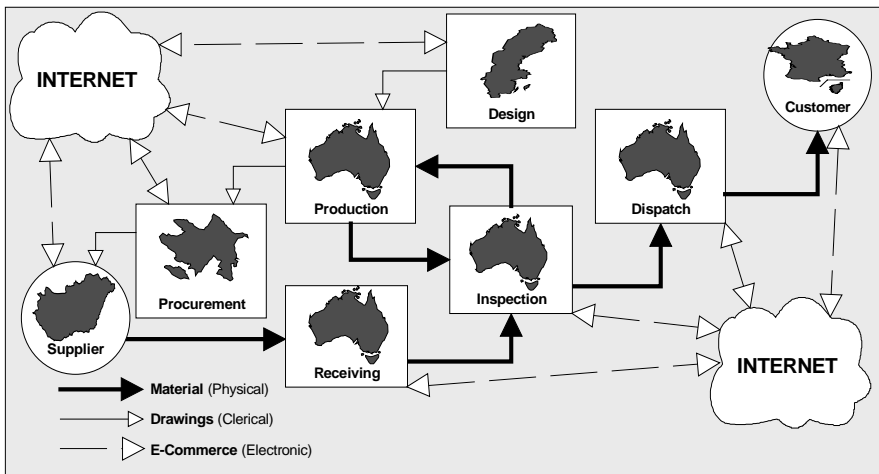 INTERNET
Design
Customer
Production
Dispatch
Procurement
Inspection
Supplier
Receiving
INTERNET
Material (Physical)
Drawings (Clerical)
E-Commerce (Electronic)